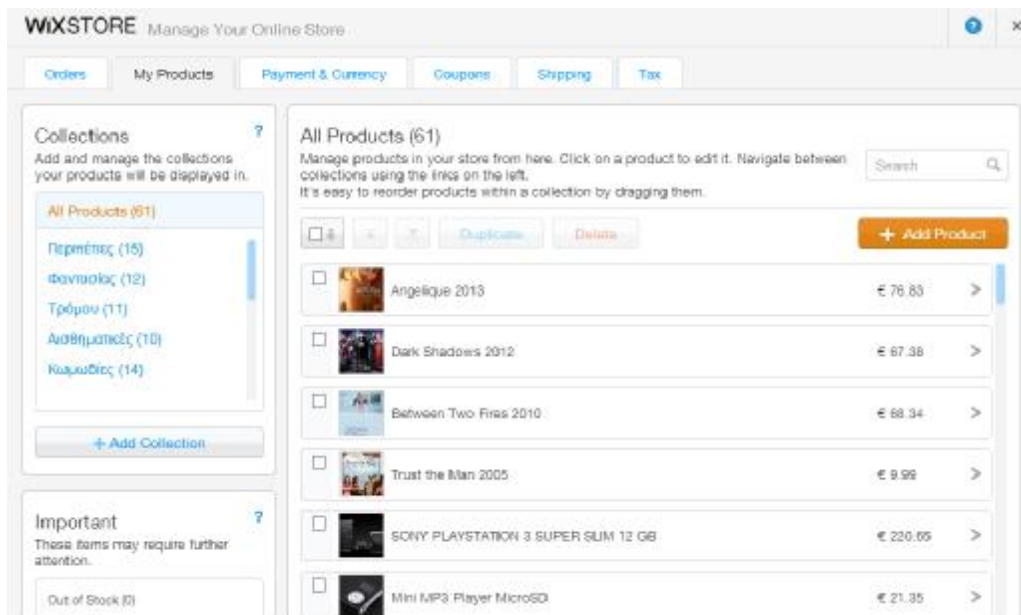 WiXSTORE Manage Your Online Store
?
×
Orders
My Products
Payment & Currency
Coupons
Shipping
Tax
Collections
?
Add and manage the collections
your products will be displayed in.
All Products (61)
Περιπέτιες (15)
Φαντασίας (12)
Τρόμου (11)
Αισθηματικές (10)
Κωμωδίες (14)
+ Add Collection
Important
?
These items may require further
attention.
Out of Stock (0)
All Products (61)
Manage products in your store from here. Click on a product to edit it. Navigate between
collections using the links on the left.
It's easy to reorder products within a collection by dragging them.
Search
Duplicate
Delete
+ Add Product
Angelique 2013 € 76.83 >
Dark Shadows 2012 € 67.38 >
Between Two Fires 2010 € 68.34 >
Trust the Man 2005 € 9.99 >
SONY PLAYSTATION 3 SUPER SLIM 12 GB € 220.65 >
Mini MP3 Player MicroSD € 21.35 >